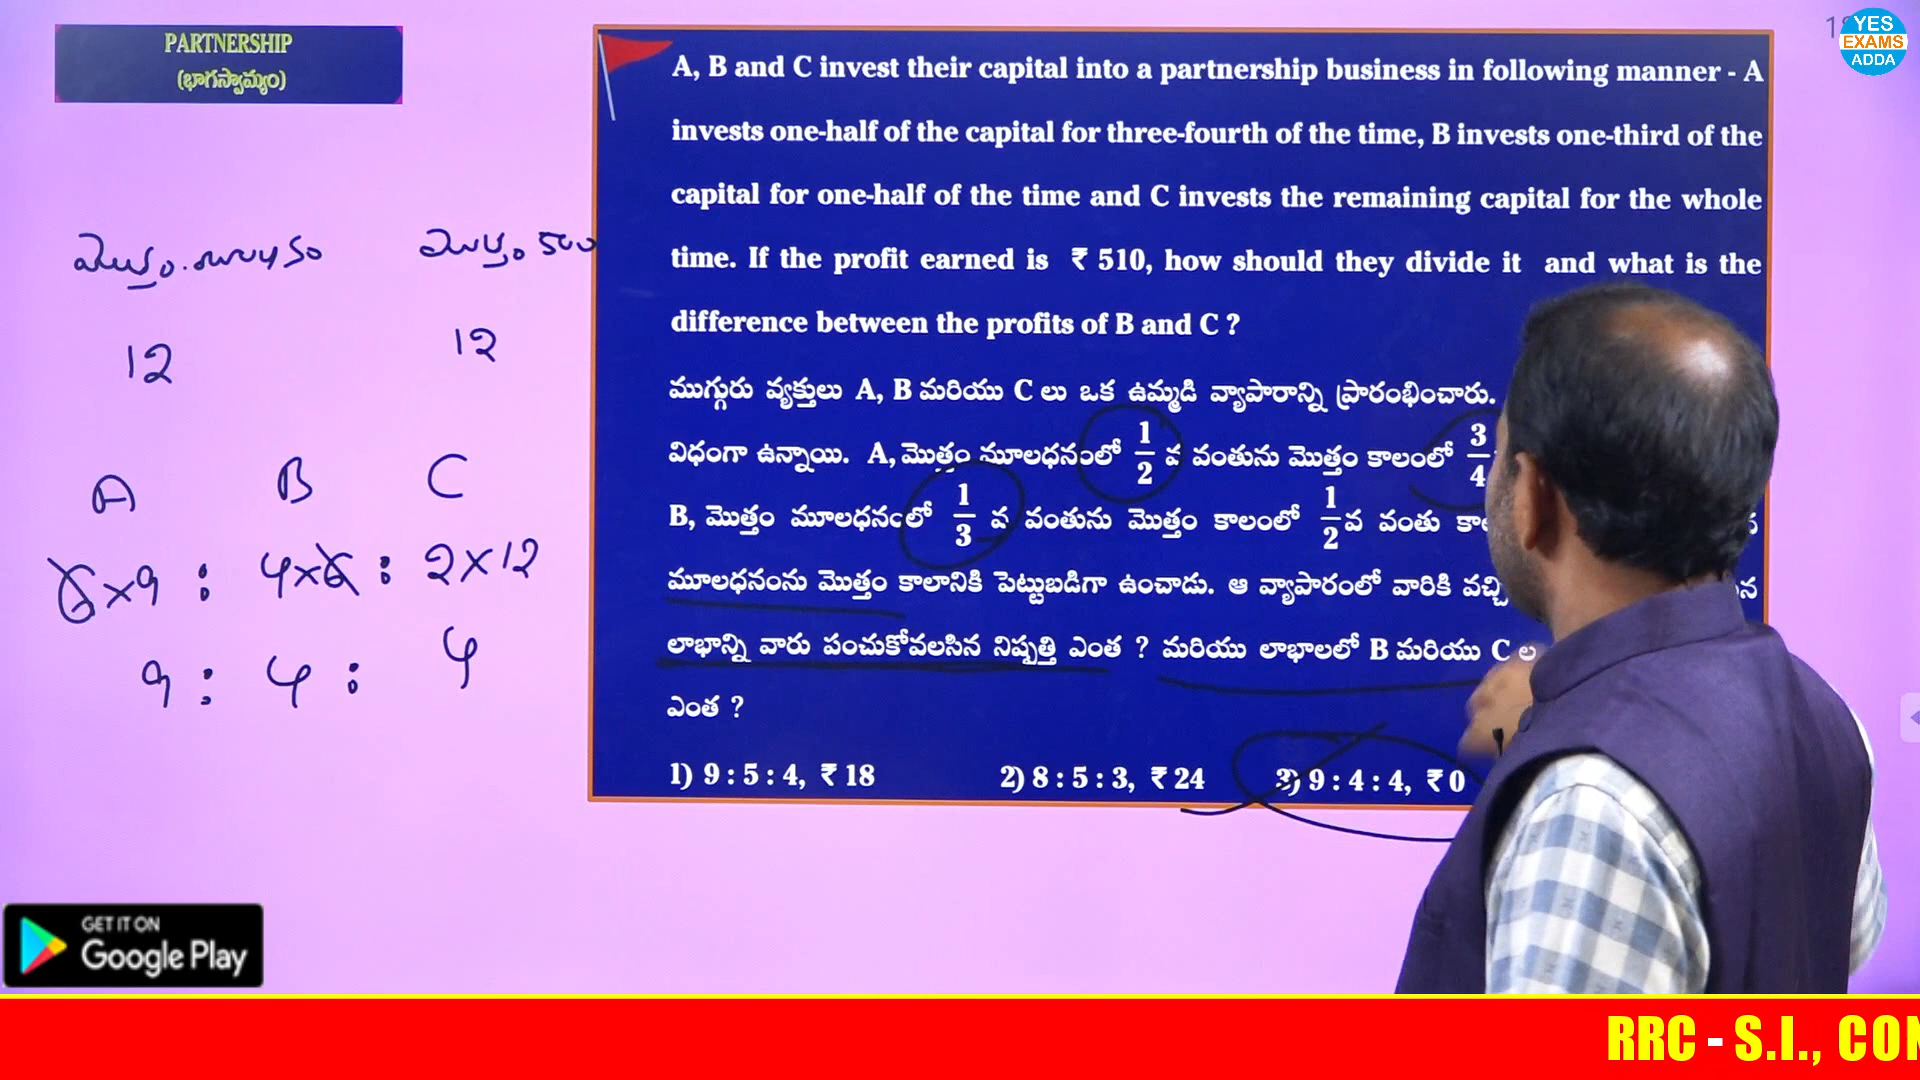 PARTNERSHIP
(భాగస్వామ్యం)
YES
EXAMS
ADDA
A, B and C invest their capital into a partnership business in following manner - A
invests one-half of the capital for three-fourth of the time, B invests one-third of the
capital for one-half of the time and C invests the remaining capital for the whole
time. If the profit earned is ₹ 510, how should they divide it and what is the
difference between the profits of B and C ?
ముగ్గురు వ్యక్తులు A, B మరియు C లు ఒక ఉమ్మడి వ్యాపారాన్ని ప్రారంభించారు.
విధంగా ఉన్నాయి. A, మొత్తం మూలధనంలో 1/2 వ వంతును మొత్తం కాలంలో 3/4
B, మొత్తం మూలధనంలో 1/3 వ వంతును మొత్తం కాలంలో 1/2 వ వంతు
మూలధనంను మొత్తం కాలానికి పెట్టుబడిగా ఉంచాడు. ఆ వ్యాపారంలో వారికి
లాభాన్ని వారు పంచుకోవలసిన నిష్పత్తి ఎంత ? మరియు లాభాలలో B మరియు C ల
ఎంత ?
1) 9 : 5 : 4, ₹ 18 2) 8 : 5 : 3, ₹ 24 3) 9 : 4 : 4, ₹ 0
మొత్తం
12 12
A B C
6×9 : 4×6 : 2×12
9 : 4 : 4
GET IT ON
Google Play
RRC - S.I.,